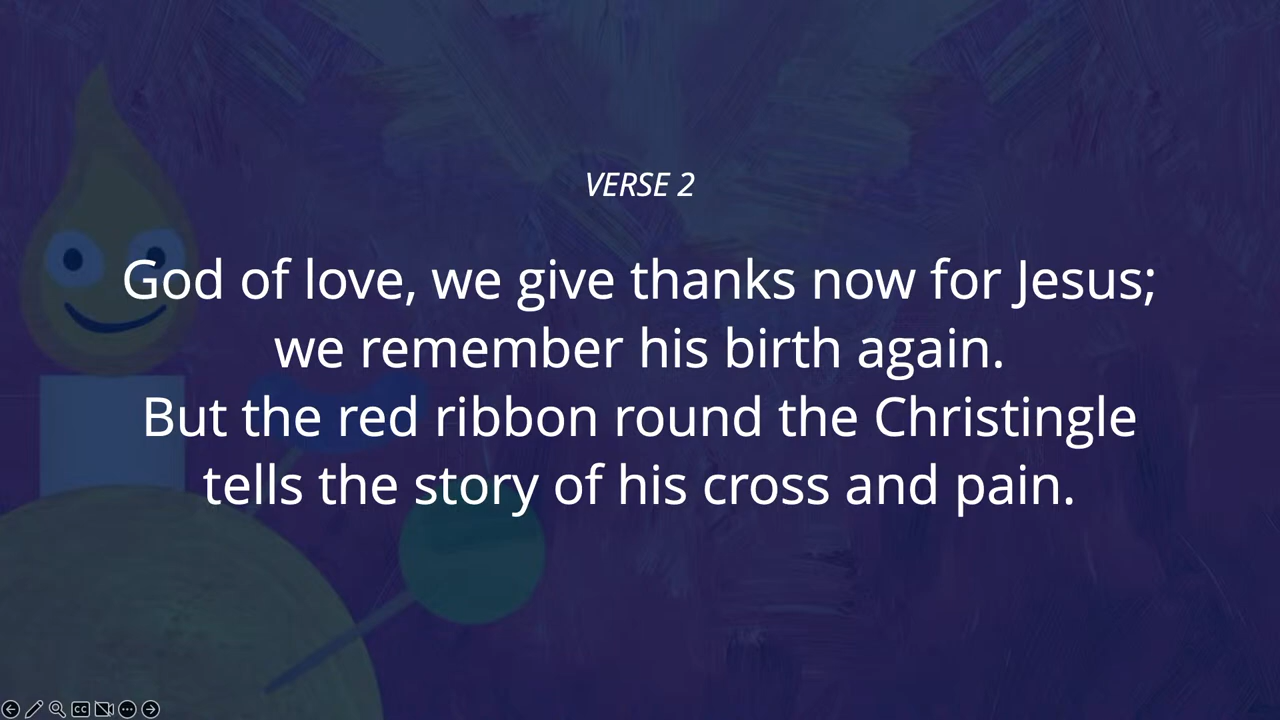 VERSE 2
God of love, we give thanks now for Jesus;
we remember his birth again.
But the red ribbon round the Christingle
tells the story of his cross and pain.
CC